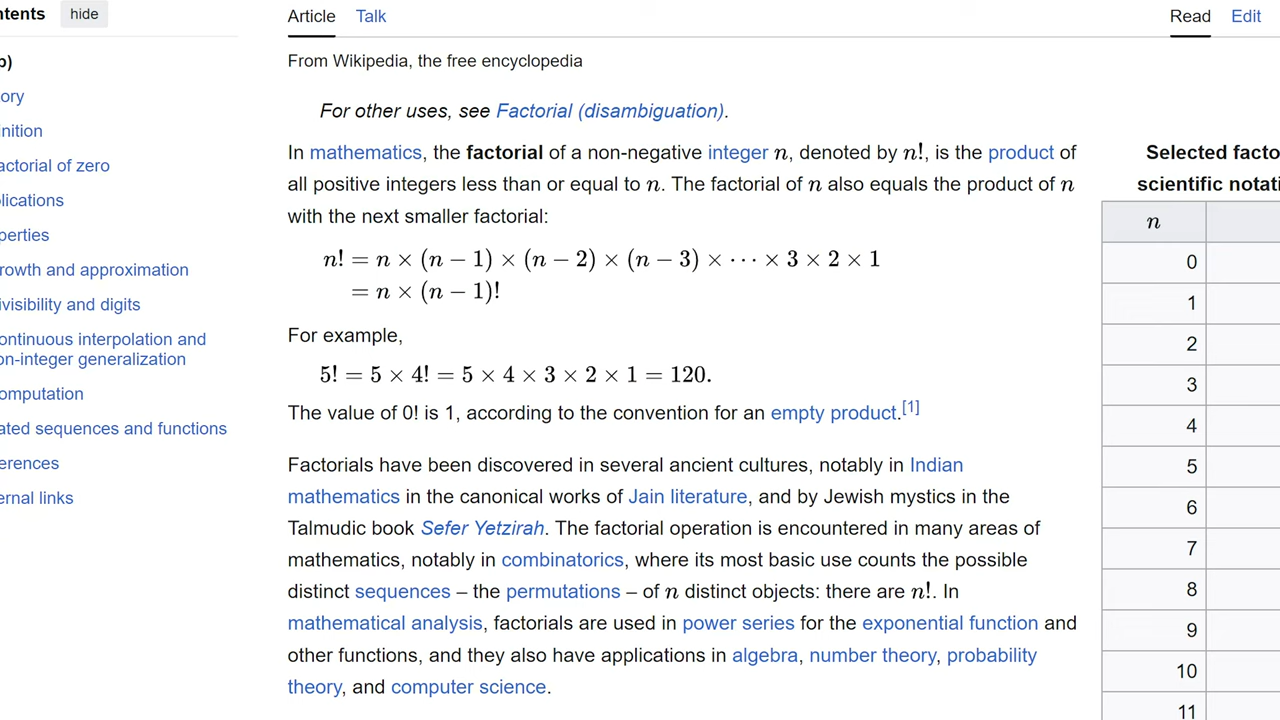 ntents hide
Article Talk
Read Edit
p)
ory
inition
actorial of zero
plications
perties
rowth and approximation
ivisibility and digits
ontinuous interpolation and
on-integer generalization
omputation
ated sequences and functions
erences
ernal links
From Wikipedia, the free encyclopedia
For other uses, see Factorial (disambiguation).
In mathematics, the factorial of a non-negative integer n, denoted by n!, is the product of
all positive integers less than or equal to n. The factorial of n also equals the product of n
with the next smaller factorial:
n! = n × (n − 1) × (n − 2) × (n − 3) × ⋯ × 3 × 2 × 1
= n × (n − 1)!
For example,
5! = 5 × 4! = 5 × 4 × 3 × 2 × 1 = 120.
The value of 0! is 1, according to the convention for an empty product.[1]
Factorials have been discovered in several ancient cultures, notably in Indian
mathematics in the canonical works of Jain literature, and by Jewish mystics in the
Talmudic book Sefer Yetzirah. The factorial operation is encountered in many areas of
mathematics, notably in combinatorics, where its most basic use counts the possible
distinct sequences – the permutations – of n distinct objects: there are n!. In
mathematical analysis, factorials are used in power series for the exponential function and
other functions, and they also have applications in algebra, number theory, probability
theory, and computer science.
Selected facto
scientific notati
n
0
1
2
3
4
5
6
7
8
9
10
11